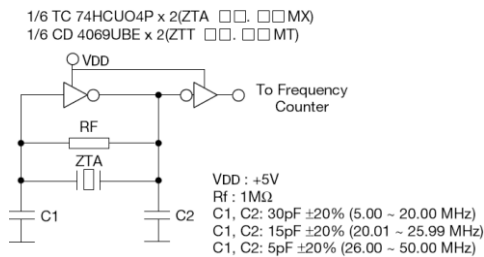 1/6 TC 74HCUO4P x 2(ZTA □□. □□MX)
1/6 CD 4069UBE x 2(ZTT □□. □□MT)
VDD
To Frequency
Counter
RF
ZTA
C1
C2
VDD : +5V
Rf : 1MΩ
C1, C2: 30pF ±20% (5.00 ~ 20.00 MHz)
C1, C2: 15pF ±20% (20.01 ~ 25.99 MHz)
C1, C2: 5pF ±20% (26.00 ~ 50.00 MHz)